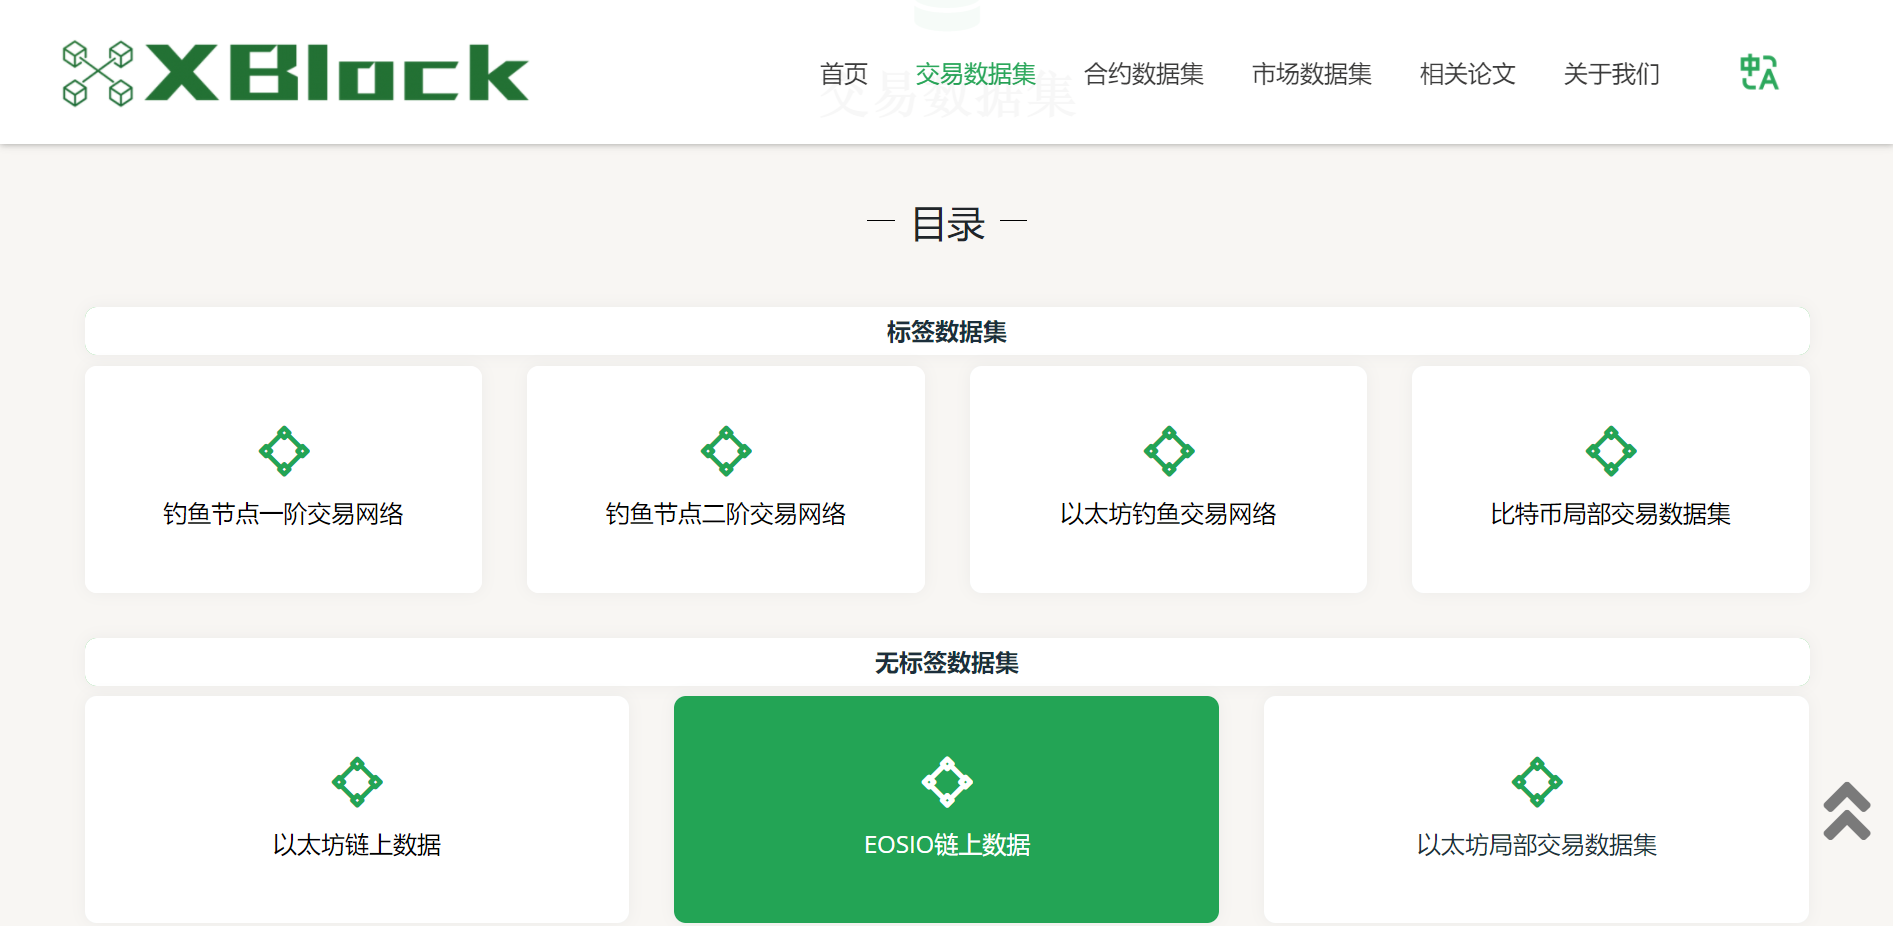 XBlock
首页 交易数据集 合约数据集 市场数据集 相关论文 关于我们 中A
交易数据集
目录
标签数据集
钓鱼节点一阶交易网络 钓鱼节点二阶交易网络 以太坊钓鱼交易网络 比特币局部交易数据集
无标签数据集
以太坊链上数据 EOSIO链上数据 以太坊局部交易数据集